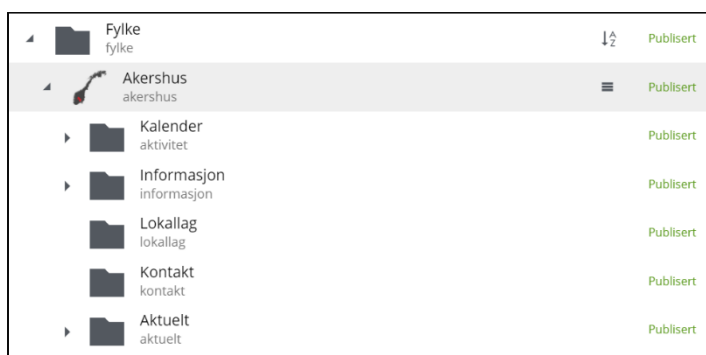 Fylke
fylke
Publisert
Akershus
akershus
Publisert
Kalender
aktivitet
Publisert
Informasjon
informasjon
Publisert
Lokallag
lokallag
Publisert
Kontakt
kontakt
Publisert
Aktuelt
aktuelt
Publisert